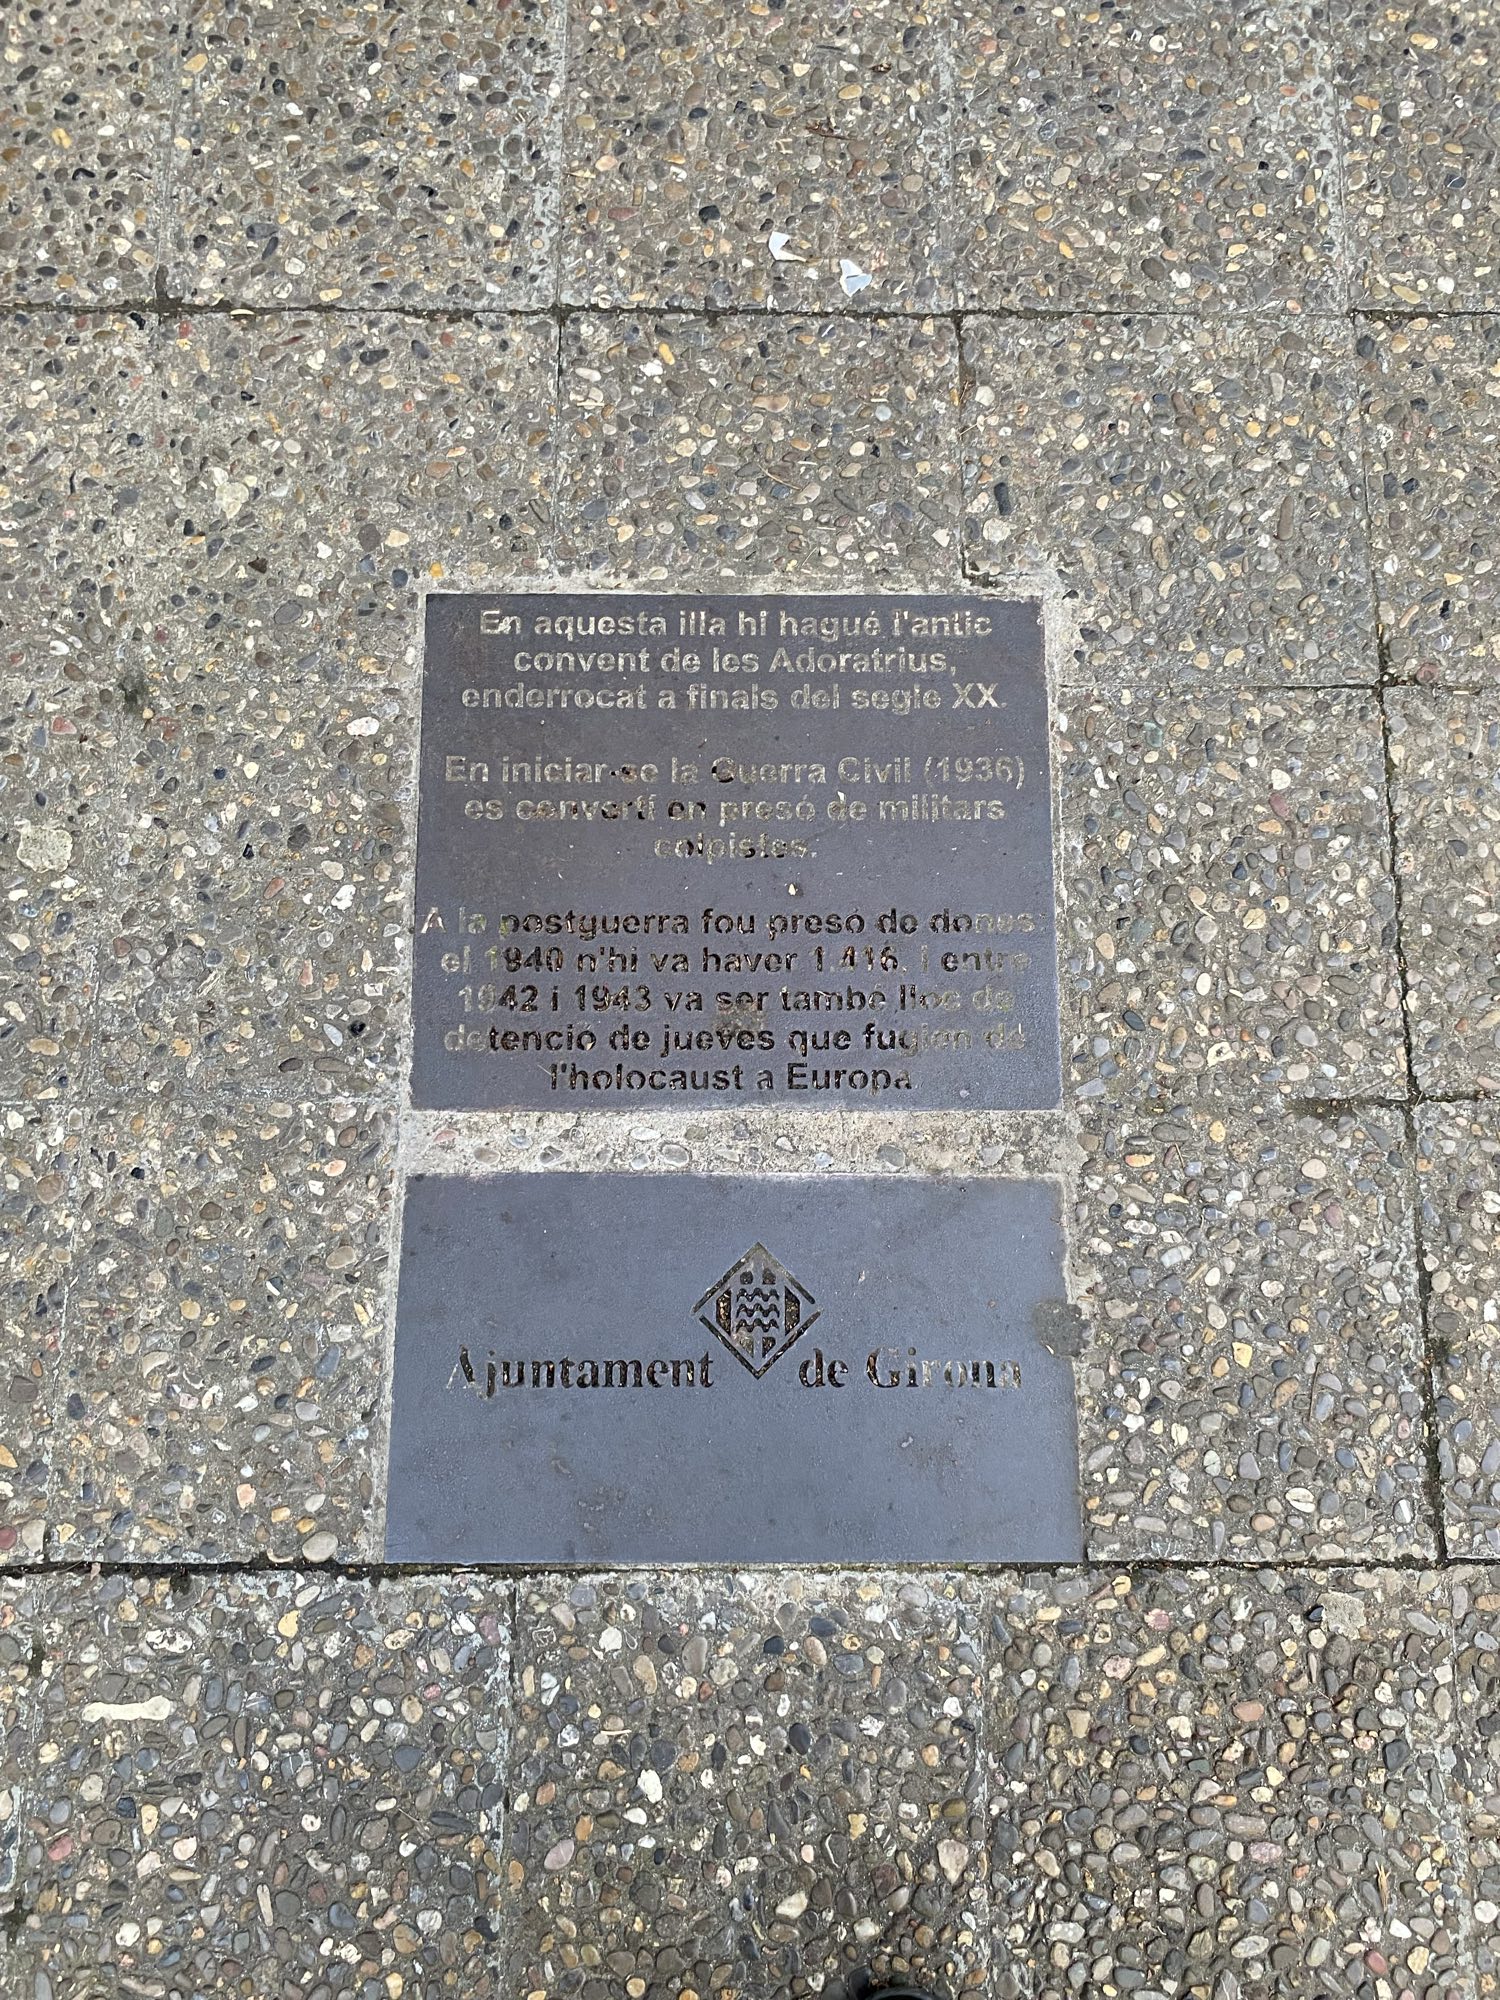 En aquesta illa hi hagué l'antic
convent de les Adoratrius,
enderrocat a finals del segle XX.
En iniciar-se la Guerra Civil (1936)
es convertí en presó de militars
colpistes.
A la postguerra fou presó de dones:
el 1940 n'hi va haver 1.416, i entre
1942 i 1943 va ser també lloc de
detenció de jueves que fugien de
l'holocaust a Europa.
Ajuntament de Girona